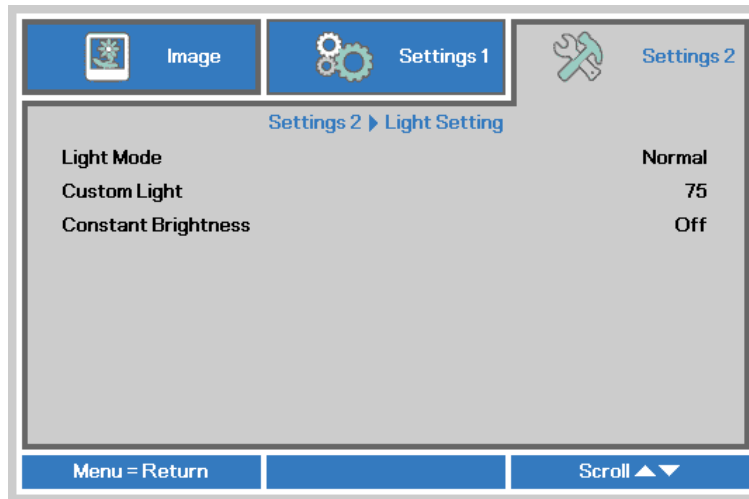 Image
Settings 1
Settings 2
Settings 2 ▶ Light Setting
Light Mode Normal
Custom Light 75
Constant Brightness Off
Menu = Return
Scroll ▲▼